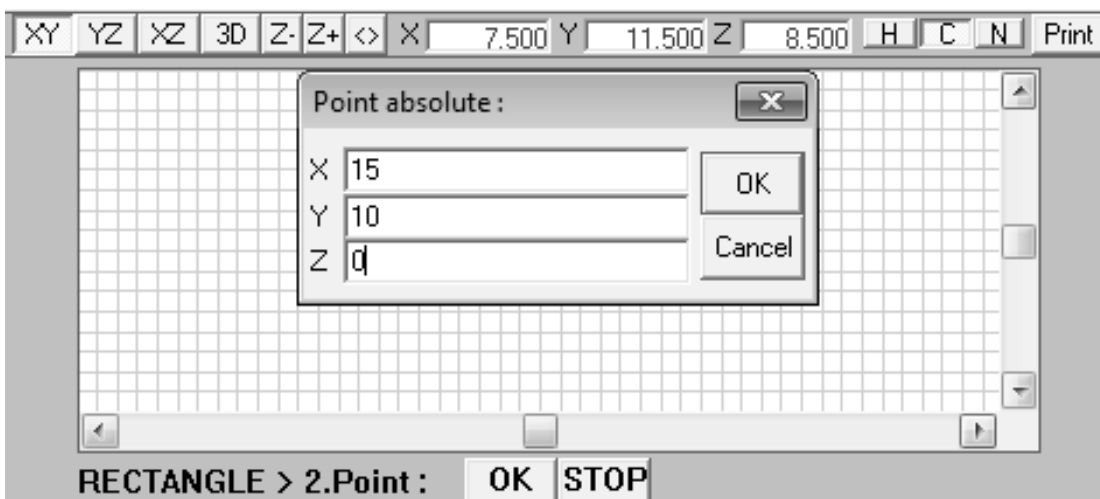 XY YZ XZ 3D Z- Z+ <> X 7.500 Y 11.500 Z 8.500 H C N Print
Point absolute :
X 15
OK
Y 10
Z 0
Cancel
RECTANGLE > 2.Point : OK STOP